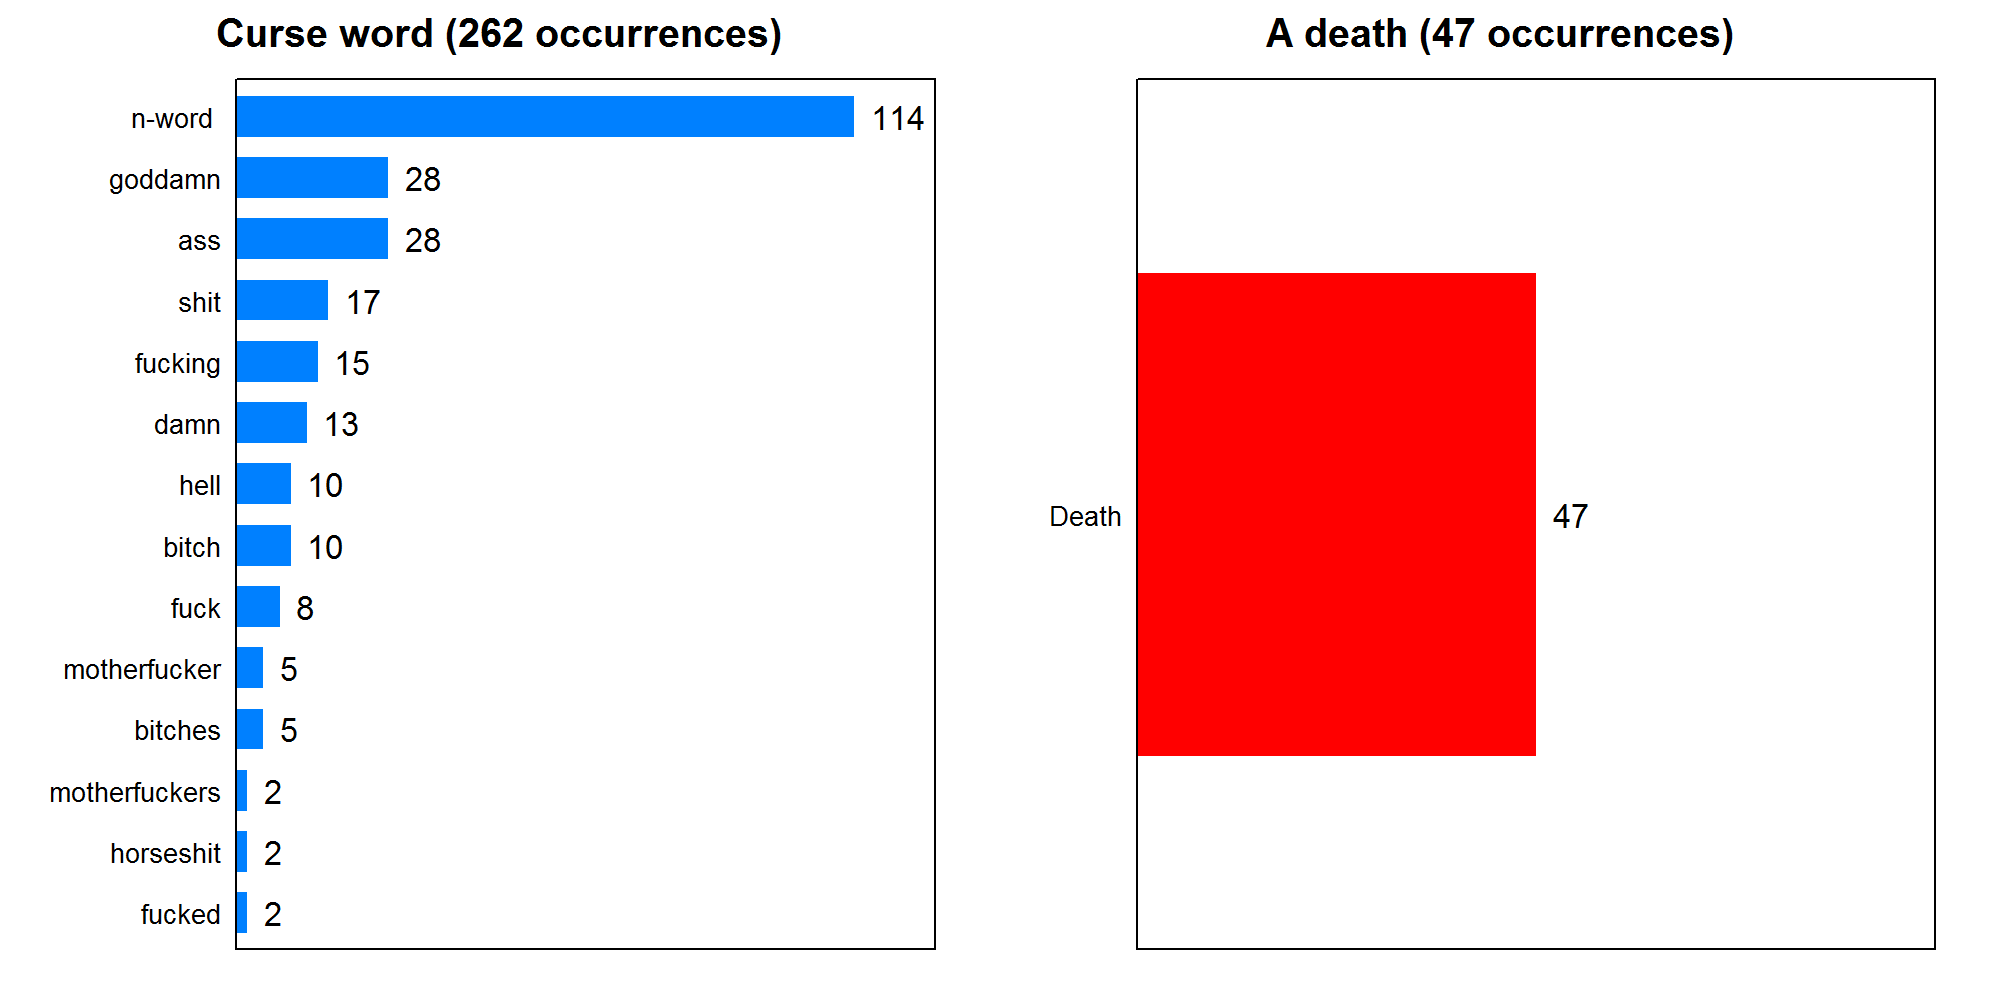 Curse word (262 occurrences)
n-word 114
goddamn 28
ass 28
shit 17
fucking 15
damn 13
hell 10
bitch 10
fuck 8
motherfucker 5
bitches 5
motherfuckers 2
horseshit 2
fucked 2
A death (47 occurrences)
Death 47